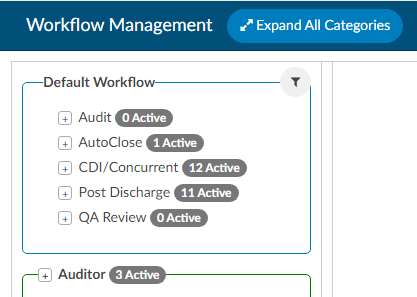 Workflow Management Expand All Categories
Default Workflow
Audit 0 Active
AutoClose 1 Active
CDI/Concurrent 12 Active
Post Discharge 11 Active
QA Review 0 Active
Auditor 3 Active